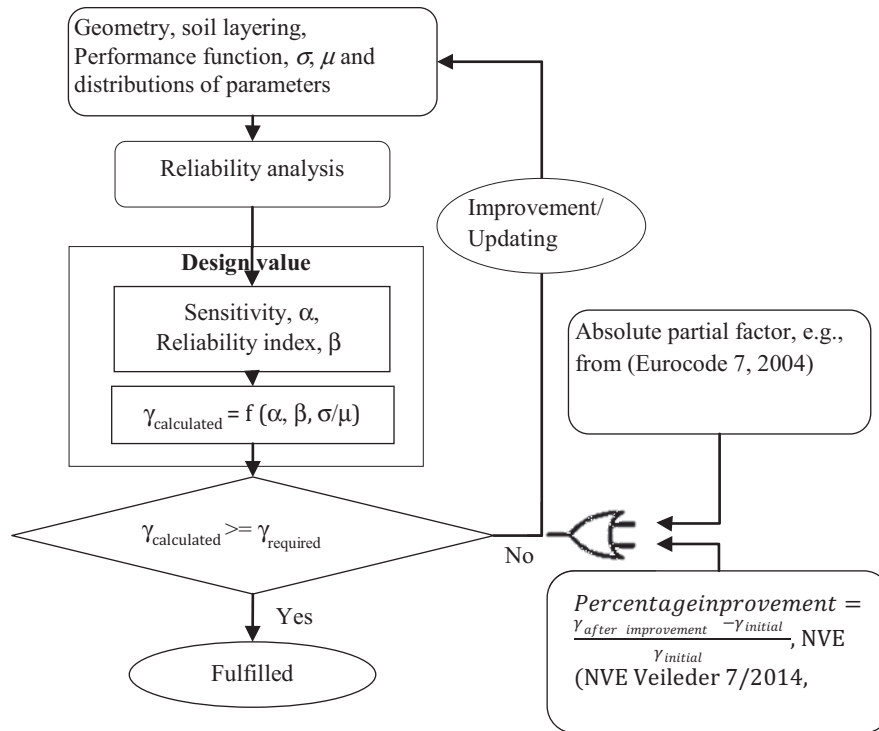 Geometry, soil layering,
Performance function, σ, μ and
distributions of parameters
Reliability analysis
Improvement/
Updating
Design value
Sensitivity, α,
Reliability index, β
γcalculated = f (α, β, σ/μ)
Absolute partial factor, e.g.,
from (Eurocode 7, 2004)
γcalculated >= γrequired
No
Yes
Fulfilled
Percentageinprovement =
γafter improvement −γinitial
γinitial
, NVE
(NVE Veileder 7/2014,